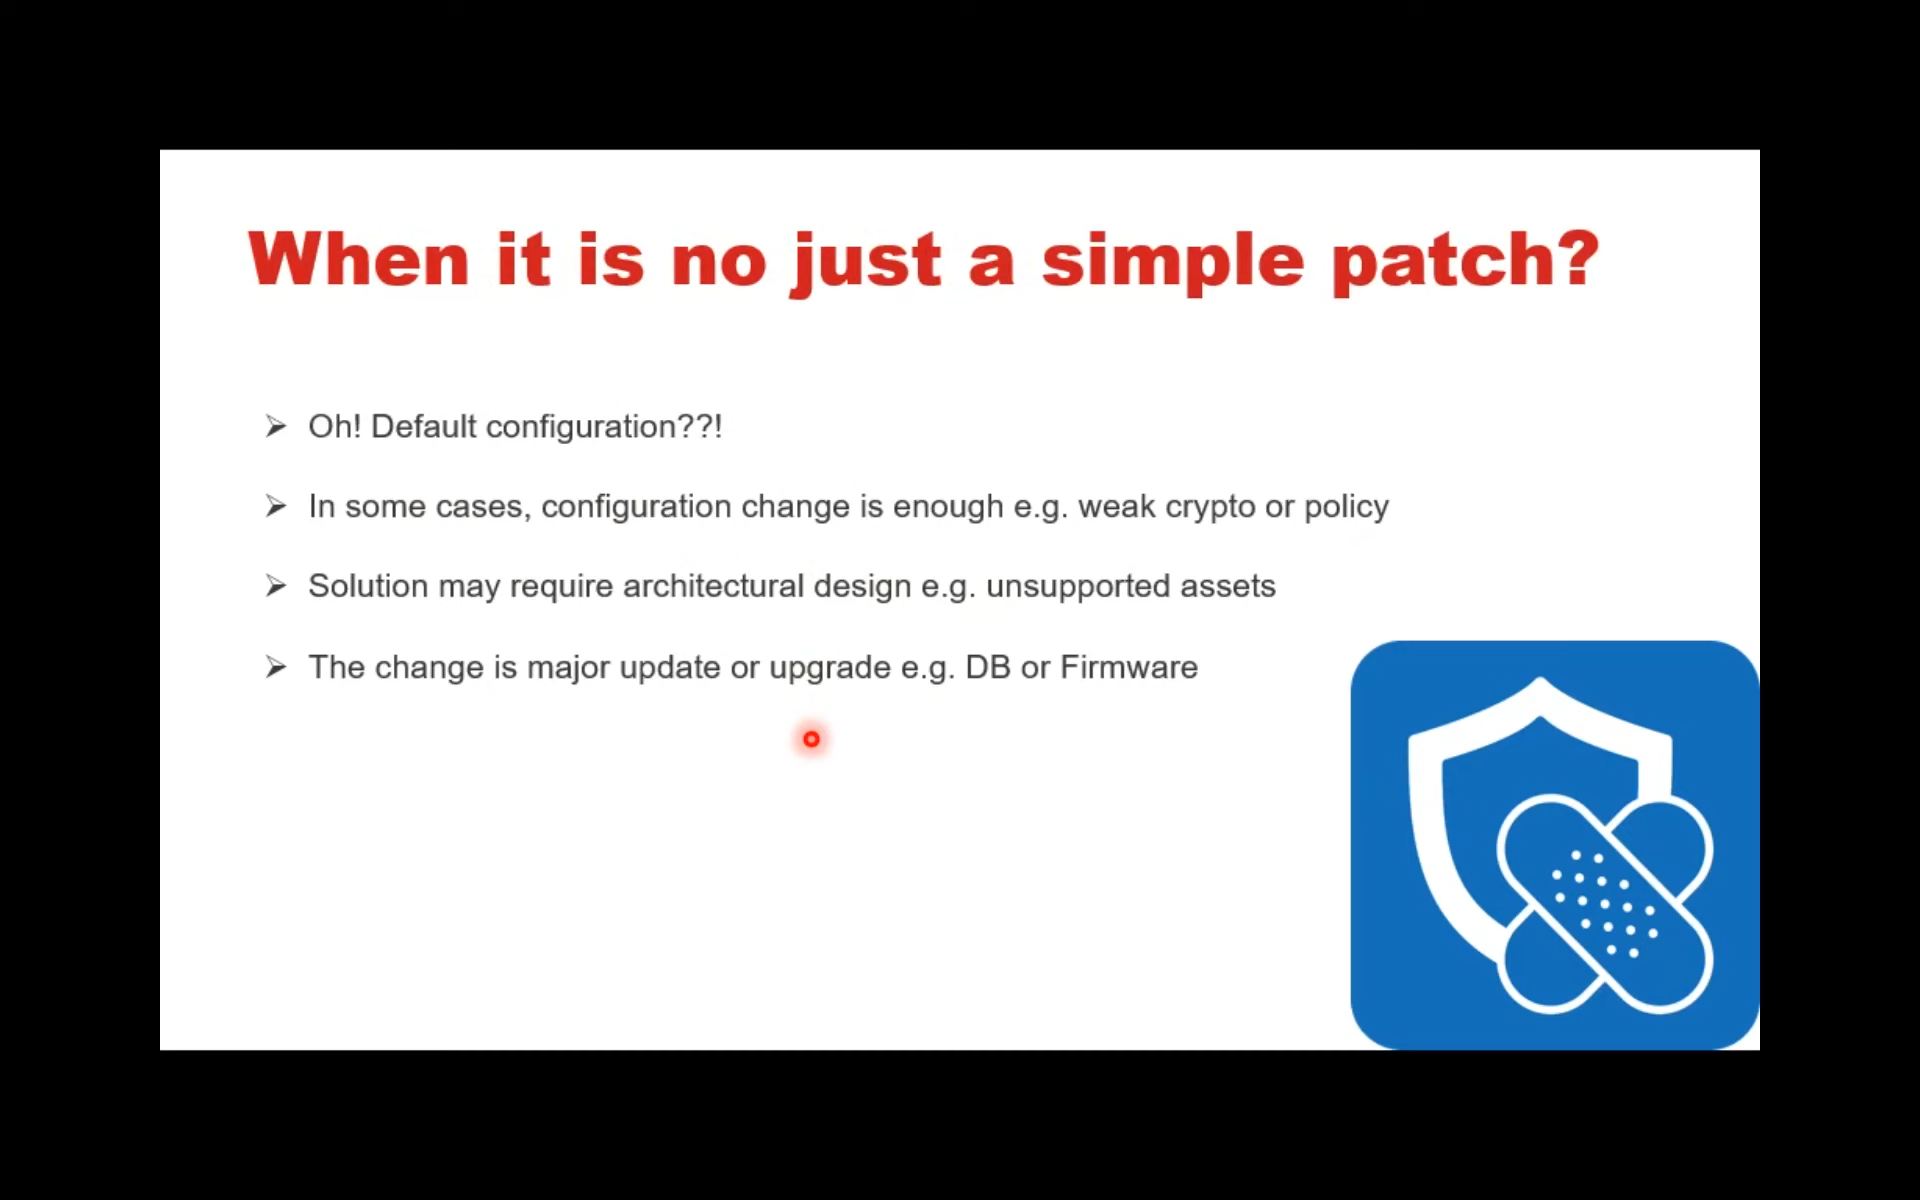 When it is no just a simple patch?
Oh! Default configuration??!
In some cases, configuration change is enough e.g. weak crypto or policy
Solution may require architectural design e.g. unsupported assets
The change is major update or upgrade e.g. DB or Firmware